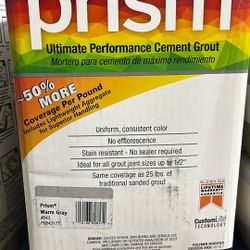 prism
Ultimate Performance Cement Grout
Mortero para cemento de máximo rendimiento
~50%
MORE
Coverage Per Pound
Includes Lightweight Aggregate
for Superior Handling
Uniform, consistent color
No efflorescence
Stain resistant - No sealer required
Ideal for all grout joint sizes up to 1/2"
Same coverage as 25 lbs. of
traditional sanded grout
Prism®
Warm Gray
LIFETIME
WARRANTY
CustomLite
TECHNOLOGY
DANGER: